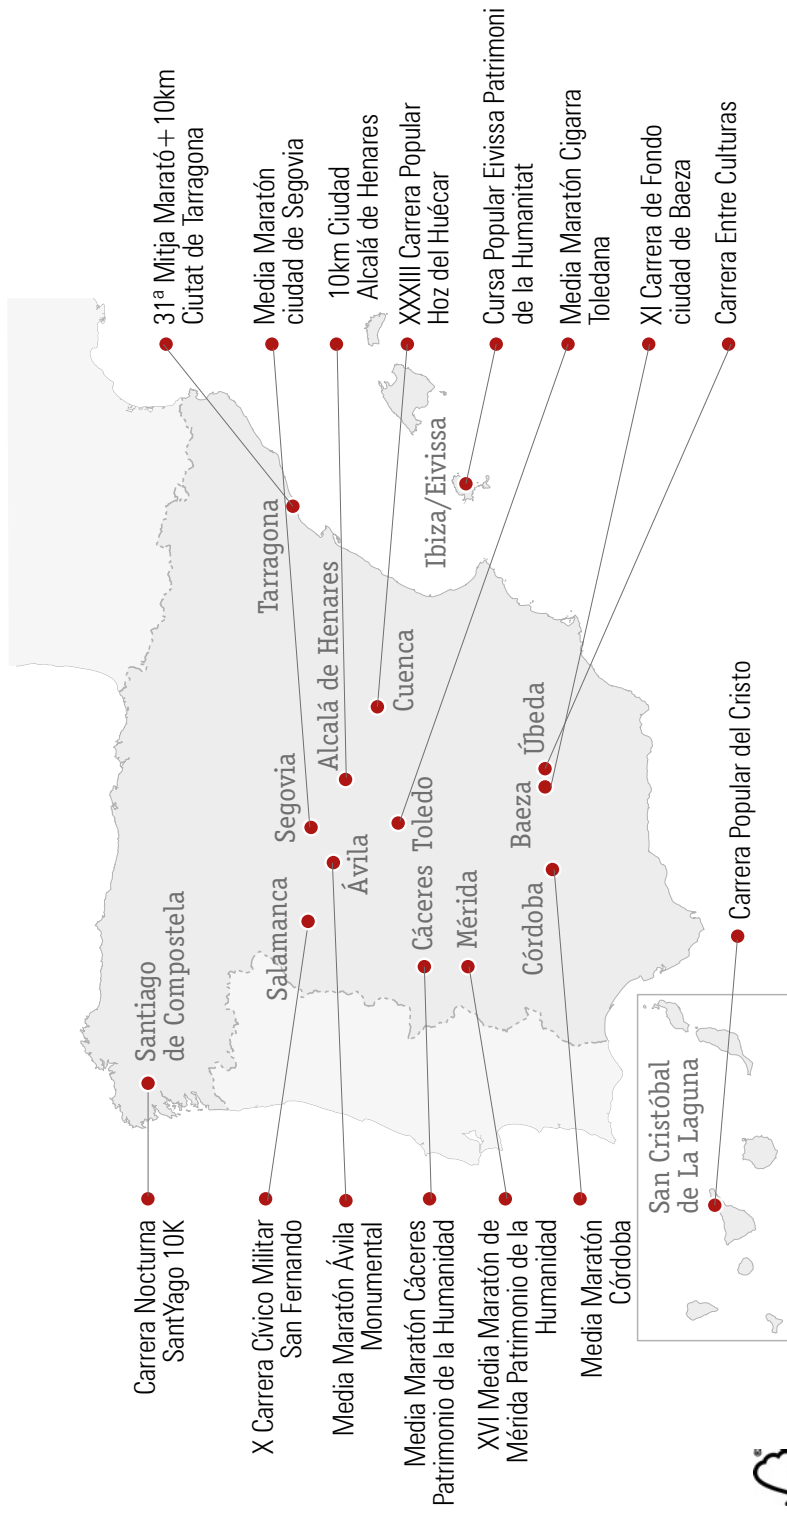 Carrera Nocturna
SantYago 10K
X Carrera Cívico Militar
San Fernando
Media Maratón Ávila
Monumental
Media Maratón Cáceres
Patrimonio de la Humanidad
XVI Media Maratón de
Mérida Patrimonio de la
Humanidad
Media Maratón
Córdoba
Santiago
de Compostela
Salamanca
Segovia
Ávila
Alcalá de Henares
Tarragona
Cuenca
Toledo
Cáceres
Mérida
Ibiza/Eivissa
Córdoba
Baeza
Úbeda
San Cristóbal
de La Laguna
31ª Mitja Marató+10km
Ciutat de Tarragona
Media Maratón
ciudad de Segovia
10km Ciudad
Alcalá de Henares
XXXIII Carrera Popular
Hoz del Huécar
Cursa Popular Eivissa Patrimoni
de la Humanitat
Media Maratón Cigarra
Toledana
XI Carrera de Fondo
ciudad de Baeza
Carrera Entre Culturas
Carrera Popular del Cristo